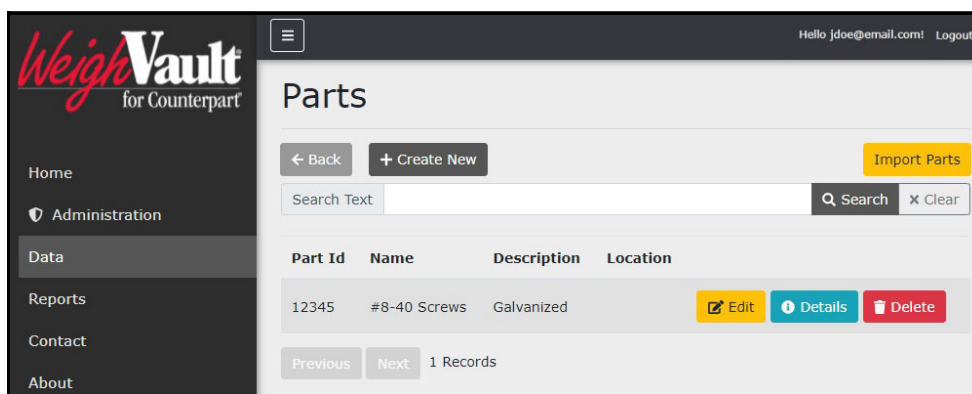 WeighVault
for Counterpart
Home
Administration
Data
Reports
Contact
About
Hello jdoe@email.com! Logout
Parts
← Back + Create New Import Parts
Search Text Search × Clear
Part Id Name Description Location
12345 #8-40 Screws Galvanized Edit Details Delete
Previous Next 1 Records